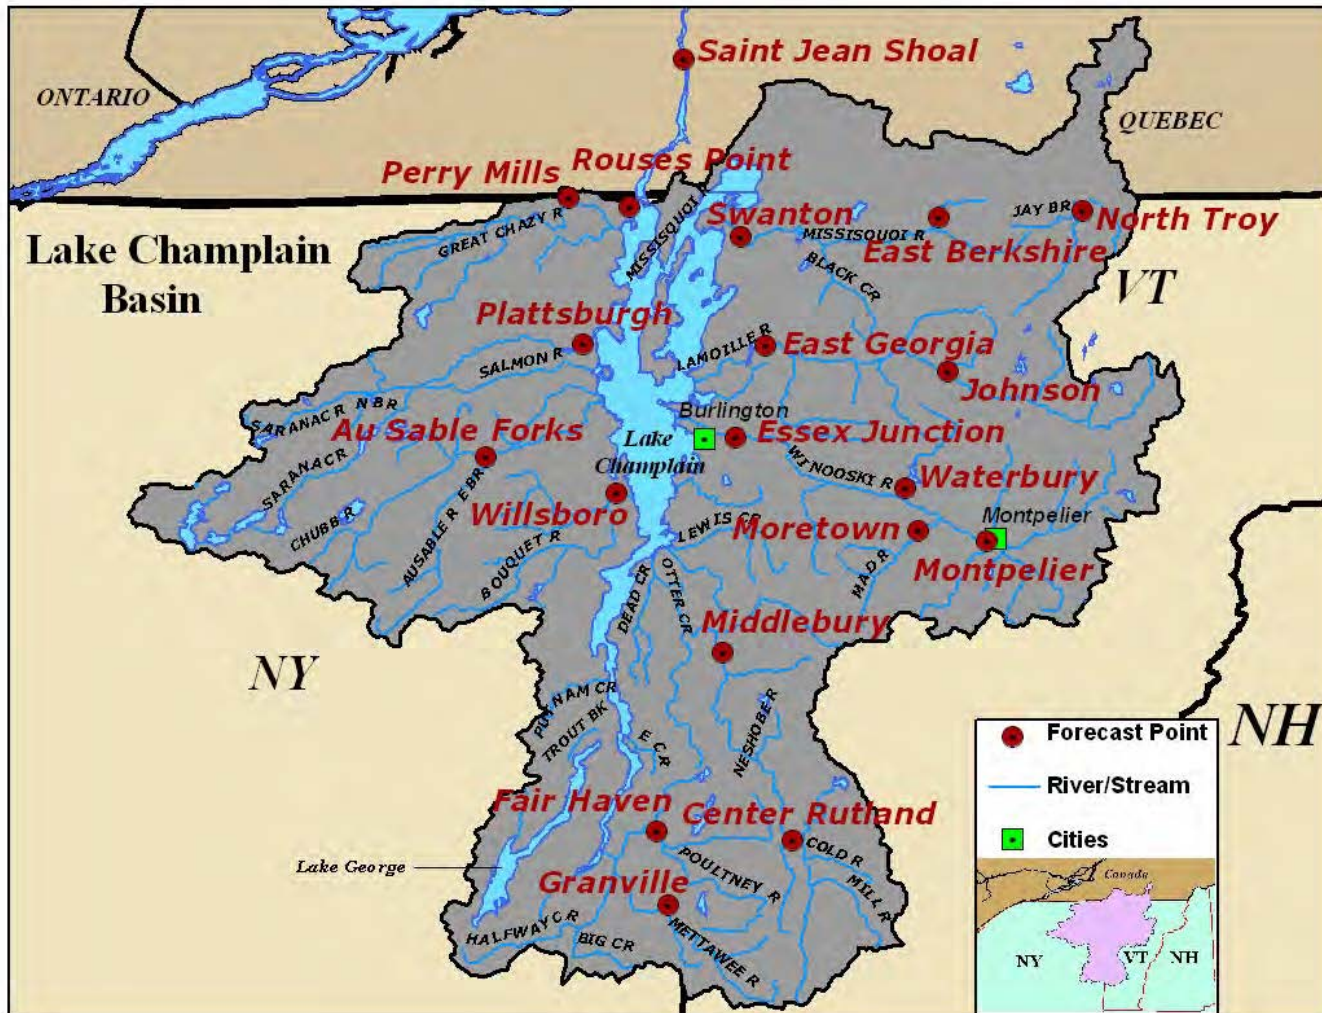 Saint Jean Shoal
ONTARIO
QUEBEC
Rouses Point
Perry Mills
Swanton
JAY BR
North Troy
GREAT CHAZY R
MISSISQUOI R
MISSISQUOI R
East Berkshire
Lake Champlain
Basin
BLACK CR
VT
Plattsburgh
SALMON R
LAMOILLE R
East Georgia
Johnson
SARANAC R N BR
Au Sable Forks
Burlington
Lake
Champlain
Essex Junction
SARANAC R
WINOOSKI R
Waterbury
CHUBB R
AUSABLE R E BR
Willsboro
BOUQUET R
LEWIS CR
Moretown
Montpelier
Montpelier
MAD R
DEAD CR
OTTER CR
Middlebury
NY
PUTNAM CR
TROUT BK
E CR
NESHOBE R
NH
Fair Haven
Center Rutland
COLD R
Lake George
POULTNEY R
MILL R
Granville
HALFWAY CR
BIG CR
METTAWEE R
Forecast Point
River/Stream
Cities
Canada
NY
VT
NH